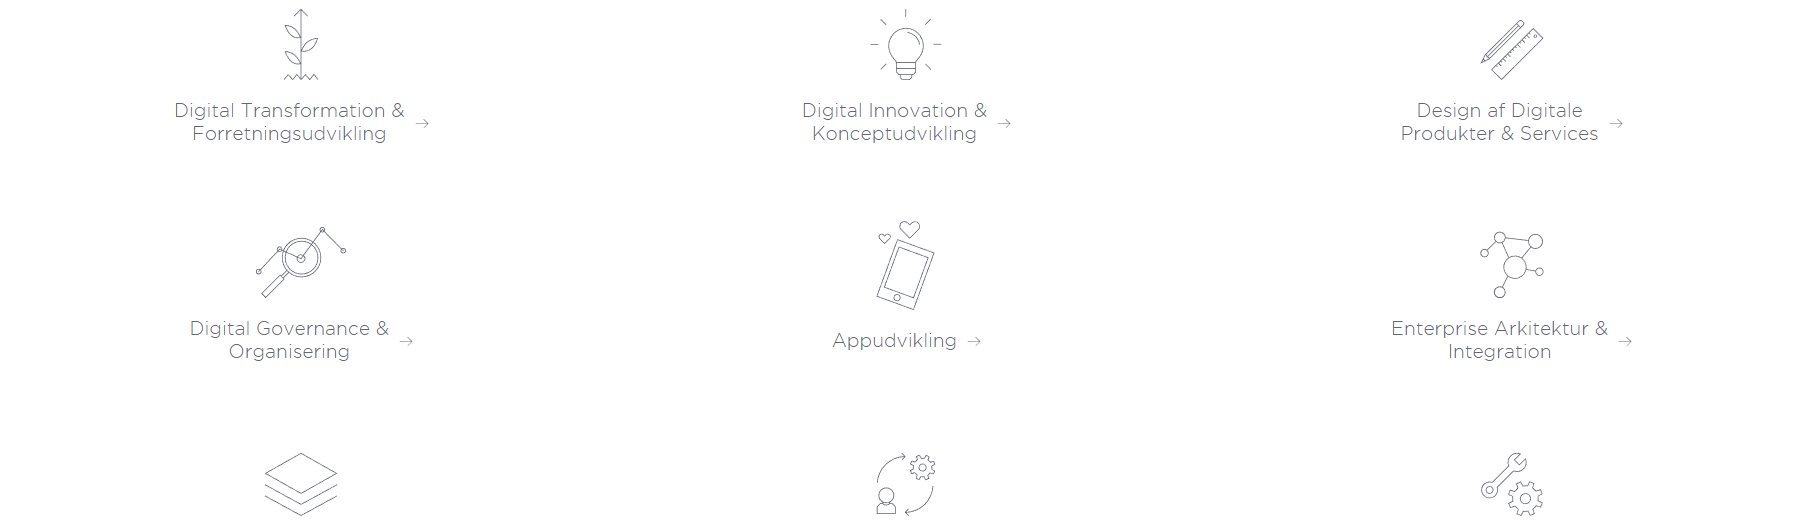 Digital Transformation &
Forretningsudvikling →
Digital Innovation &
Konceptudvikling →
Design af Digitale
Produkter & Services →
Digital Governance &
Organisering →
Appudvikling →
Enterprise Arkitektur &
Integration →